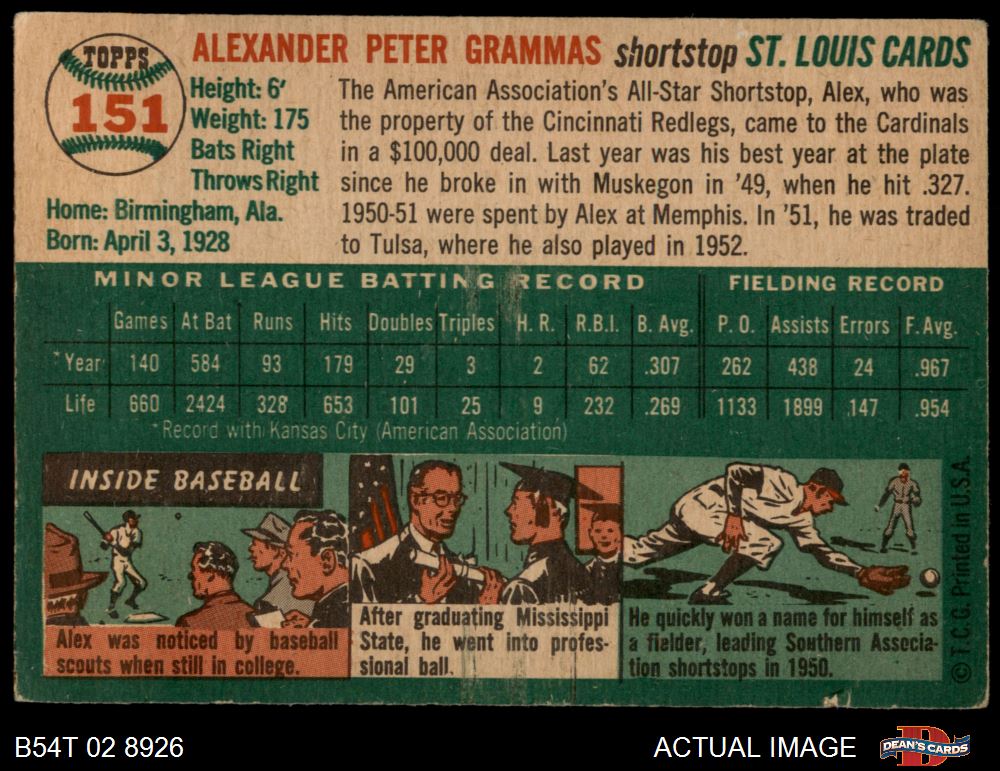 TOPPS
151
ALEXANDER PETER GRAMMAS shortstop ST. LOUIS CARDS
Height: 6'
Weight: 175
Bats Right
Throws Right
Home: Birmingham, Ala.
Born: April 3, 1928
The American Association's All-Star Shortstop, Alex, who was
the property of the Cincinnati Redlegs, came to the Cardinals
in a $100,000 deal. Last year was his best year at the plate
since he broke in with Muskegon in '49, when he hit .327.
1950-51 were spent by Alex at Memphis. In '51, he was traded
to Tulsa, where he also played in 1952.
MINOR LEAGUE BATTING RECORD FIELDING RECORD
Games At Bat Runs Hits Doubles Triples H. R. R.B.I. B. Avg. P. O. Assists Errors F. Avg.
*Year 140 584 93 179 29 3 2 62 .307 262 438 24 .967
Life 660 2424 328 653 101 25 9 232 .269 1133 1899 147 .954
*Record with Kansas City (American Association)
INSIDE BASEBALL
Alex was noticed by baseball
scouts when still in college.
After graduating Mississippi
State, he went into profes-
sional ball.
He quickly won a name for himself as
a fielder, leading Southern Associa-
tion shortstops in 1950.
© T. C. G. Printed in U.S.A.
B54T 02 8926
ACTUAL IMAGE
DEAN'S CARDS